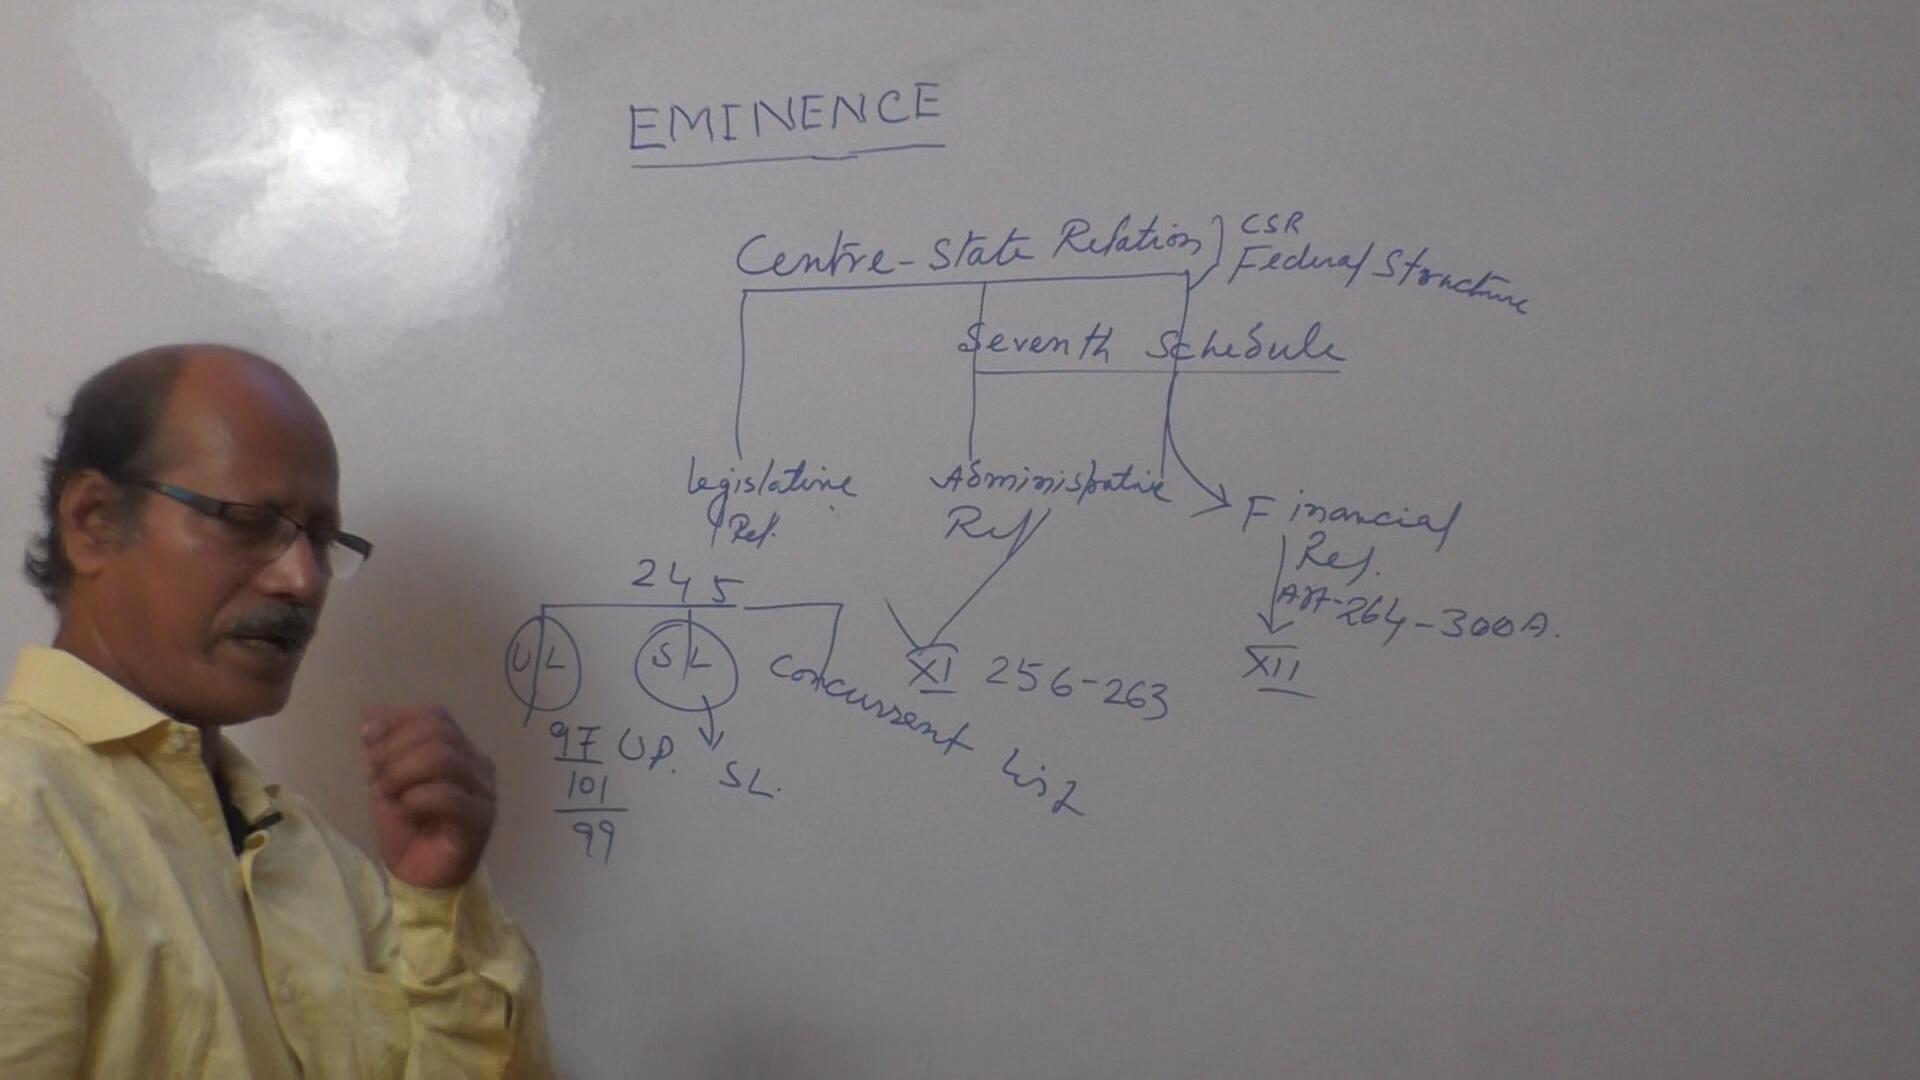 EMINENCE
Centre-State Relation
CSR
Federal Structure
Seventh Schedule
Legislative
Rel.
Administrative
Rel
Financial
Rel.
Art-264-300A.
XII
245
UL
SL
Concurrent List
XI 256-263
97 UP.
101
99
SL.